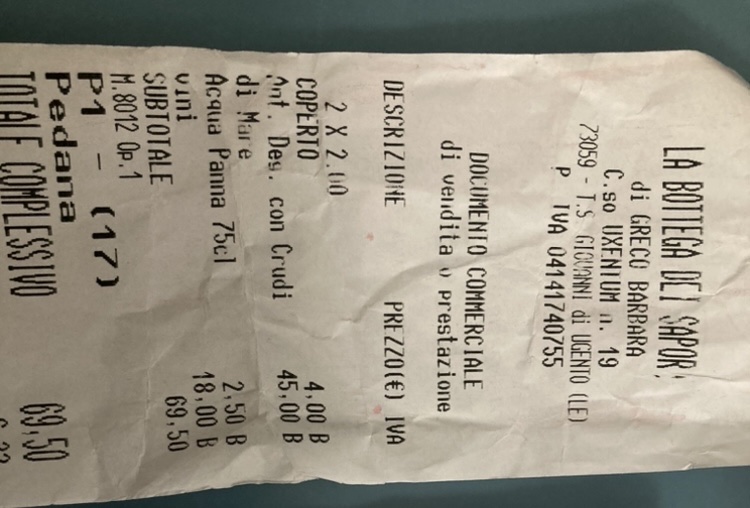 LA BOTTEGA DEI SAPORI
di GRECO BARBARA
C.so UXENIUM n. 19
73059 - T.S GIOVANNI di UGENTO (LE)
P IVA 04141740755
DOCUMENTO COMMERCIALE
di vendita o prestazione
DESCRIZIONE PREZZO(€) IVA
2 X 2,00
COPERTO 4,00 B
Ant. Deg. con Crudi 45,00 B
di Mare
Acqua Panna 75cl 2,50 B
vini 18,00 B
SUBTOTALE 69,50
M.8012 Op.1
P1 - (17)
Pedana
TOTALE COMPLESSIVO 69,50